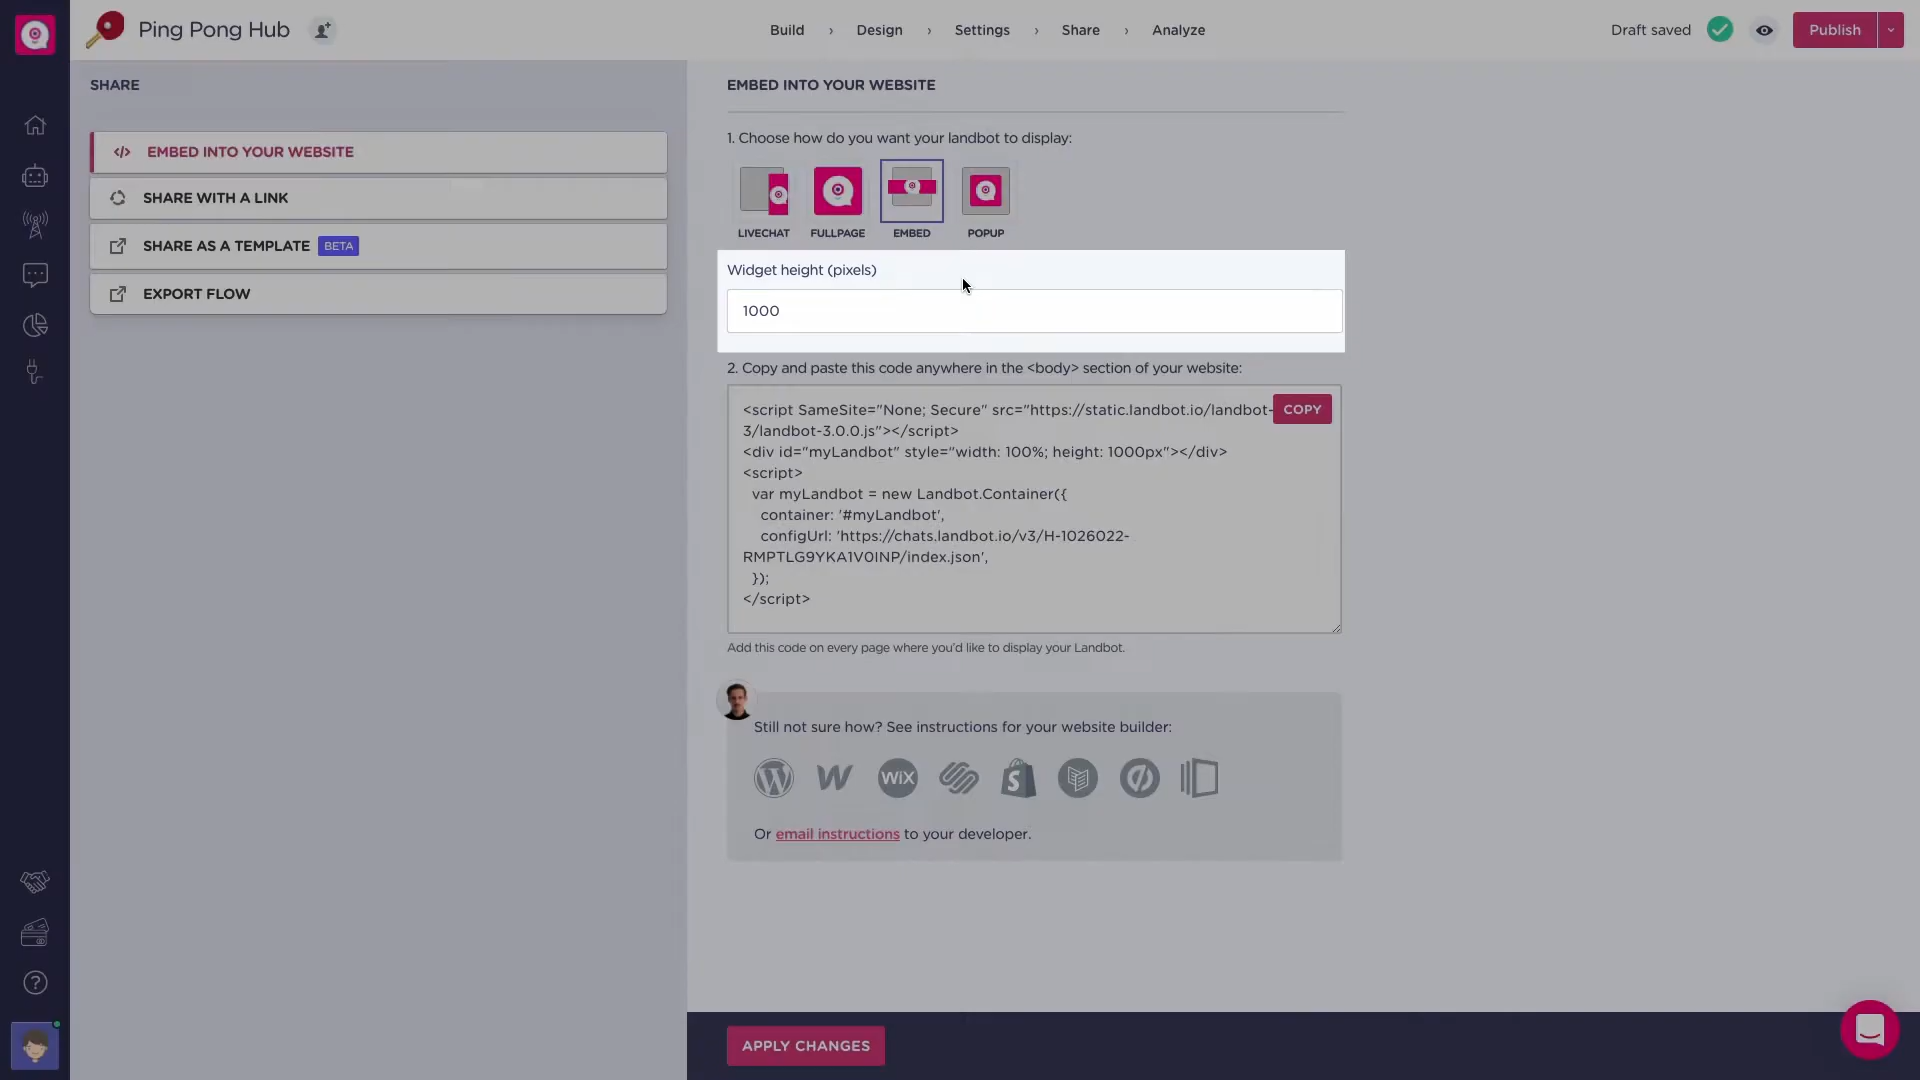 Ping Pong Hub
Build › Design › Settings › Share › Analyze
Draft saved
Publish
SHARE
EMBED INTO YOUR WEBSITE
SHARE WITH A LINK
SHARE AS A TEMPLATE BETA
EXPORT FLOW
EMBED INTO YOUR WEBSITE
1. Choose how do you want your landbot to display:
LIVECHAT FULLPAGE EMBED POPUP
Widget height (pixels)
1000
2. Copy and paste this code anywhere in the <body> section of your website:
<script SameSite="None; Secure" src="https://static.landbot.io/landbot-
COPY
3/landbot-3.0.0.js"></script>
<div id="myLandbot" style="width: 100%; height: 1000px"></div>
<script>
var myLandbot = new Landbot.Container({
container: '#myLandbot',
configUrl: 'https://chats.landbot.io/v3/H-1026022-
RMPTLG9YKA1V0INP/index.json',
});
</script>
Add this code on every page where you'd like to display your Landbot.
Still not sure how? See instructions for your website builder:
WiX
Or email instructions to your developer.
APPLY CHANGES